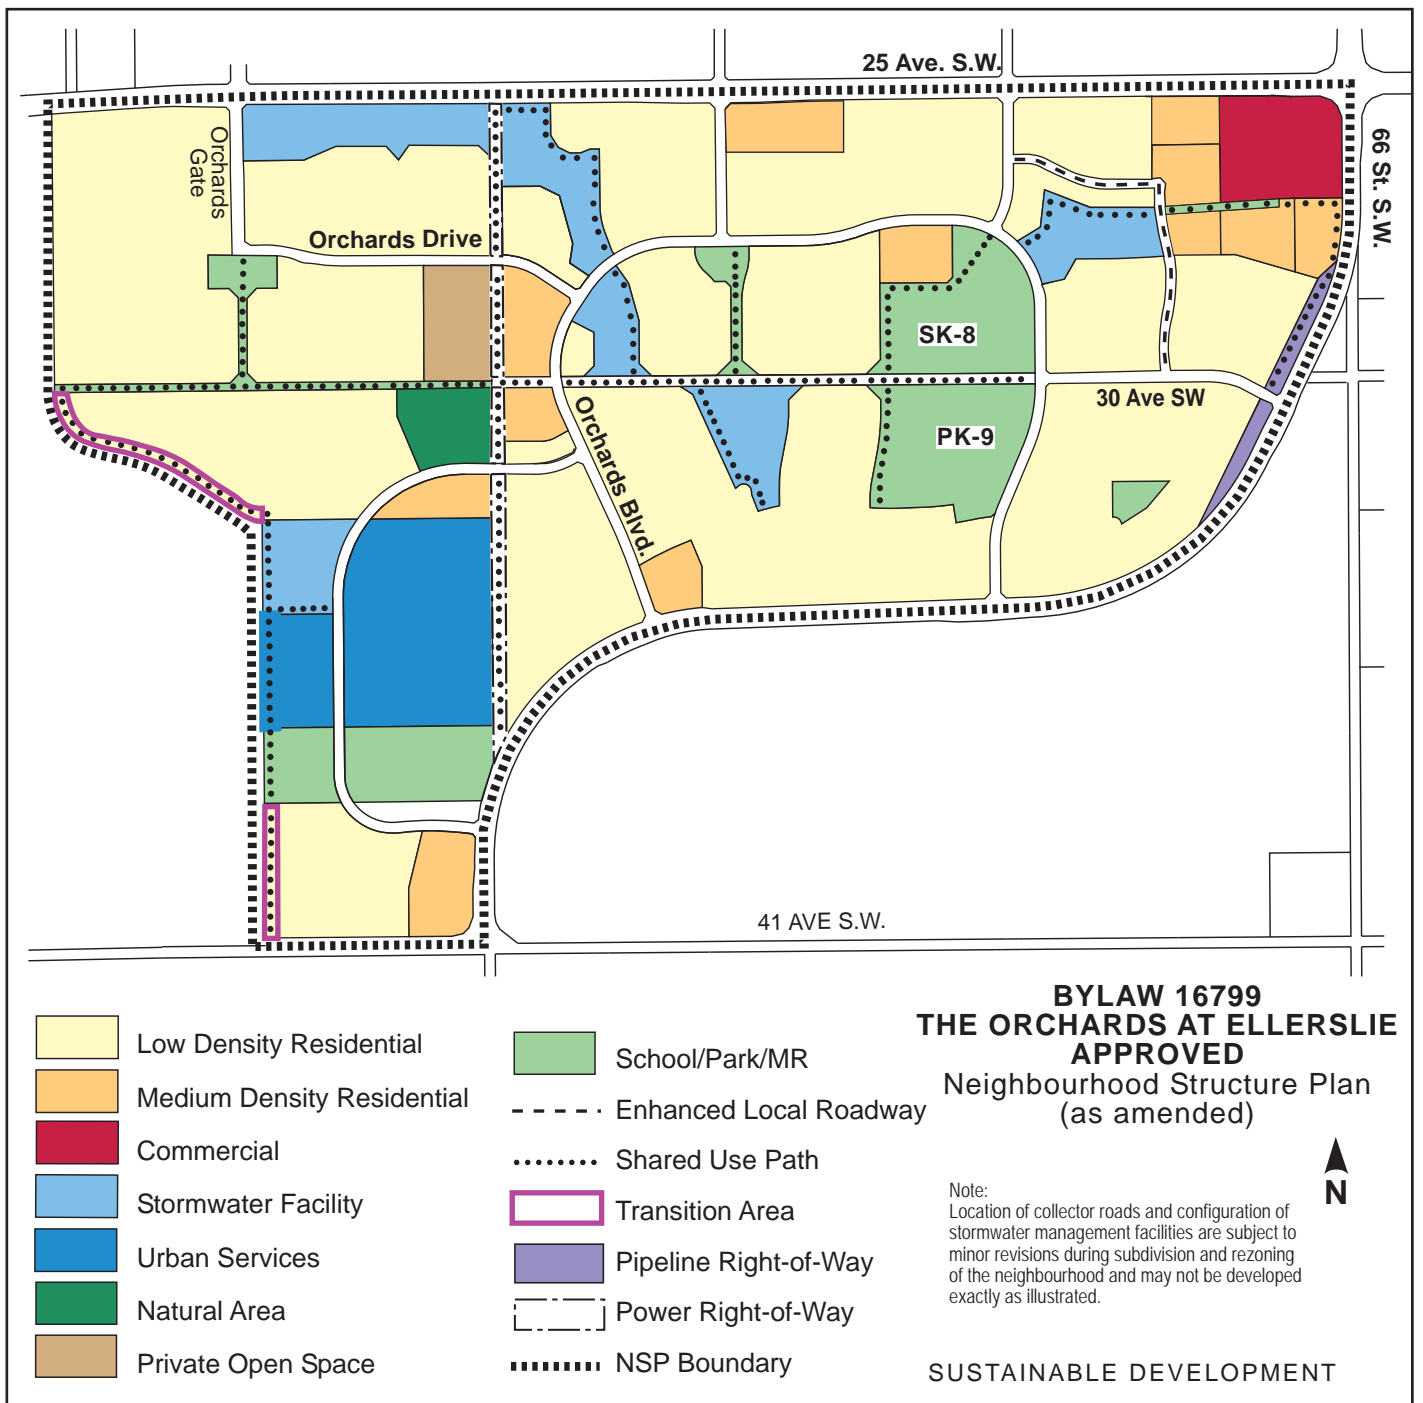 25 Ave. S.W.
66 St. S.W.
Orchards
Gate
Orchards Drive
SK-8
30 Ave SW
PK-9
Orchards Blvd.
41 AVE S.W.
BYLAW 16799
THE ORCHARDS AT ELLERSLIE
APPROVED
Neighbourhood Structure Plan
(as amended)
Low Density Residential
Medium Density Residential
Commercial
Stormwater Facility
Urban Services
Natural Area
Private Open Space
School/Park/MR
Enhanced Local Roadway
Shared Use Path
Transition Area
Pipeline Right-of-Way
Power Right-of-Way
NSP Boundary
N
Note:
Location of collector roads and configuration of
stormwater management facilities are subject to
minor revisions during subdivision and rezoning
of the neighbourhood and may not be developed
exactly as illustrated.
SUSTAINABLE DEVELOPMENT